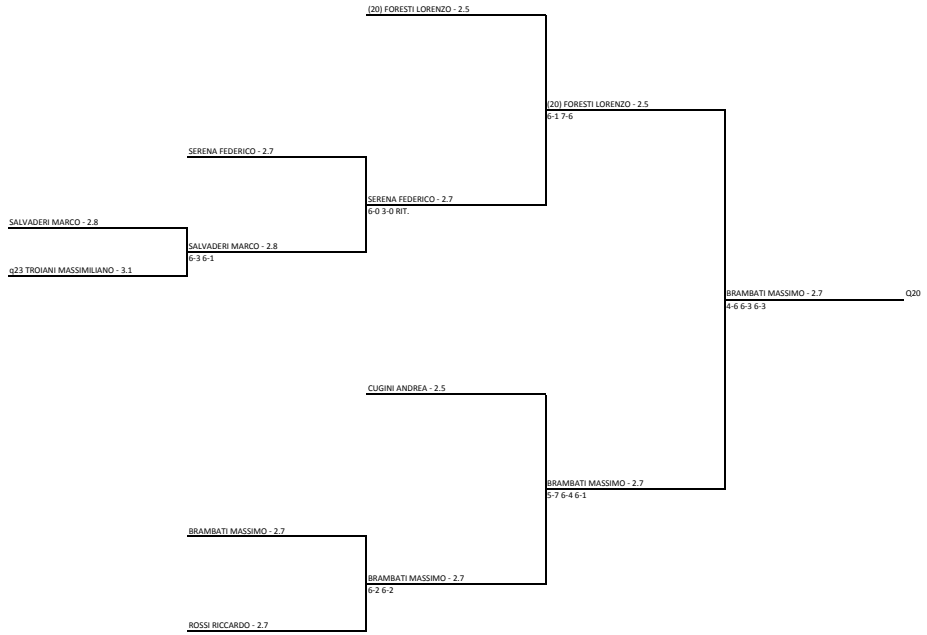 (20) FORESTI LORENZO - 2.5
(20) FORESTI LORENZO - 2.5
6-1 7-6
SERENA FEDERICO - 2.7
SERENA FEDERICO - 2.7
6-0 3-0 RIT.
SALVADERI MARCO - 2.8
SALVADERI MARCO - 2.8
6-3 6-1
q23 TROIANI MASSIMILIANO - 3.1
BRAMBATI MASSIMO - 2.7
Q20
4-6 6-3 6-3
CUGINI ANDREA - 2.5
BRAMBATI MASSIMO - 2.7
5-7 6-4 6-1
BRAMBATI MASSIMO - 2.7
BRAMBATI MASSIMO - 2.7
6-2 6-2
ROSSI RICCARDO - 2.7